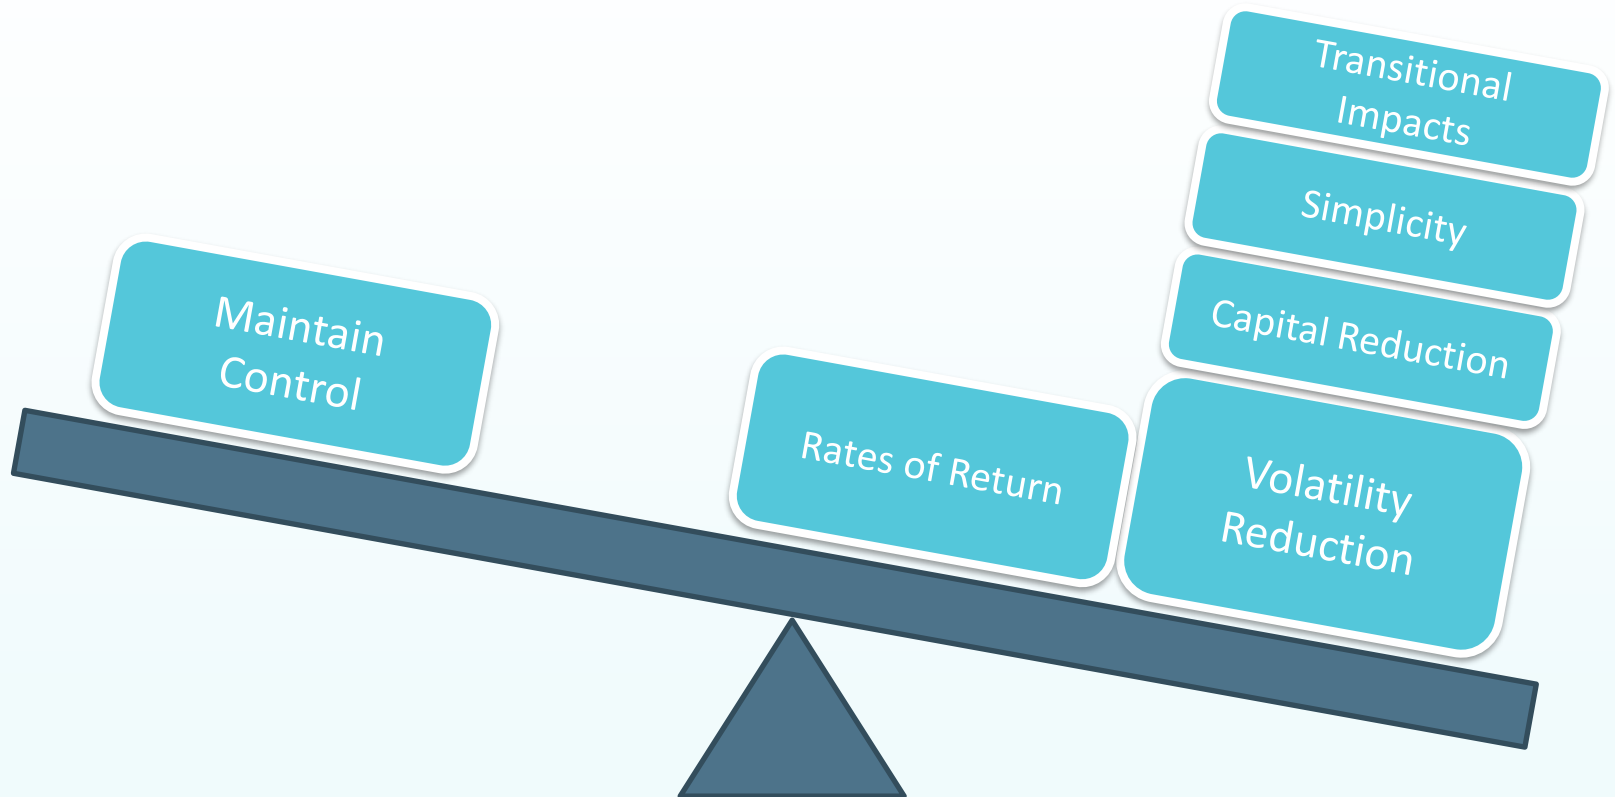 Transitional
Impacts
Simplicity
Capital Reduction
Maintain
Control
Rates of Return
Volatility
Reduction